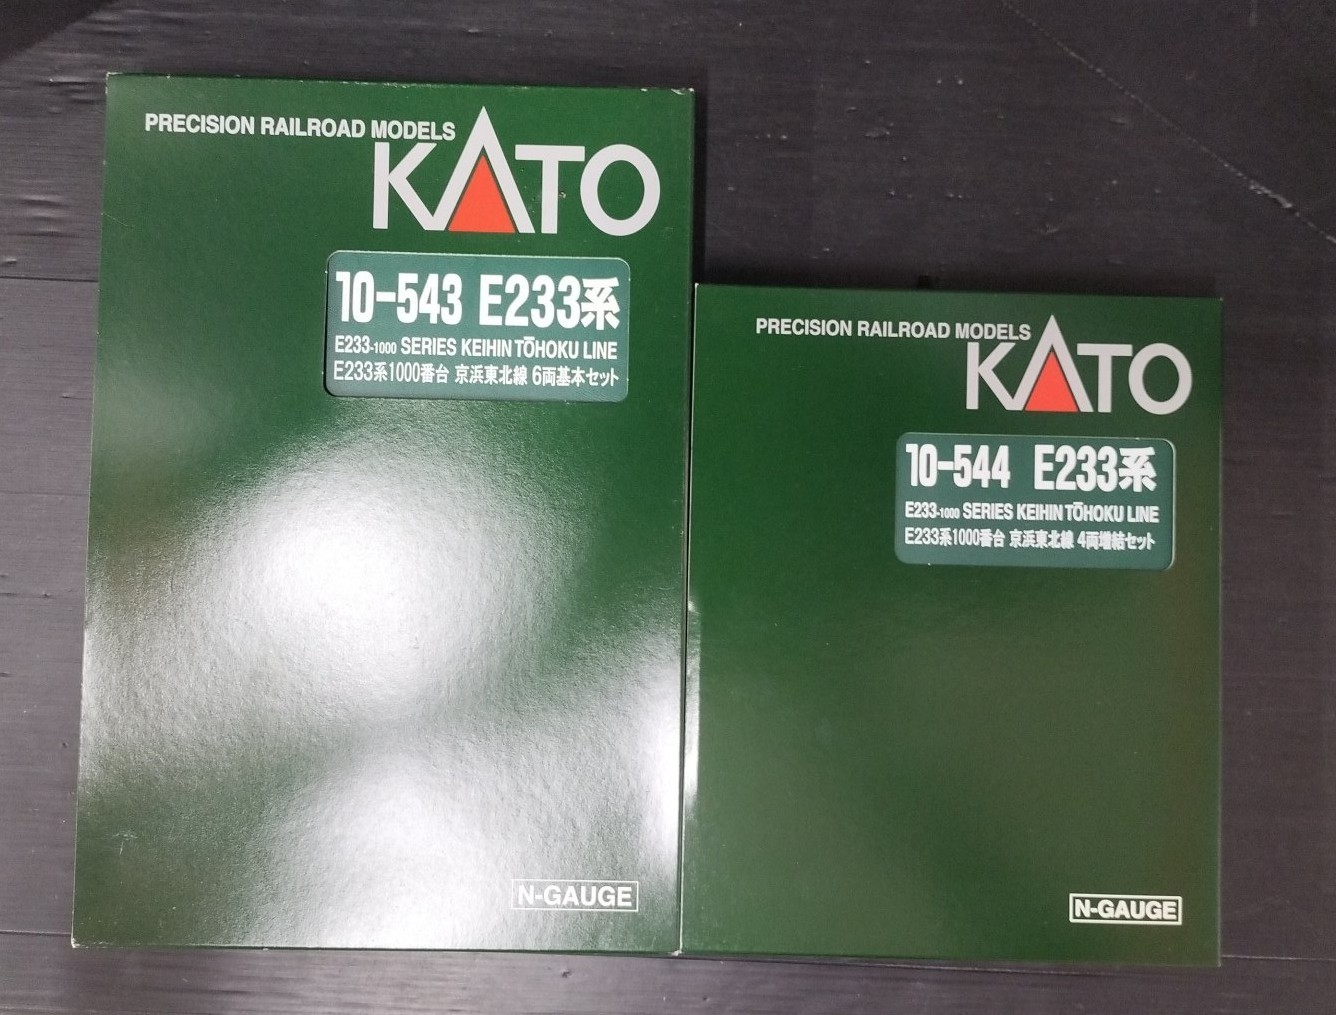 PRECISION RAILROAD MODELS
KATO
10-543 E233系
E233-1000 SERIES KEIHIN TŌHOKU LINE
E233系1000番台 京浜東北線 6両基本セット
N-GAUGE
PRECISION RAILROAD MODELS
KATO
10-544 E233系
E233-1000 SERIES KEIHIN TŌHOKU LINE
E233系1000番台 京浜東北線 4両増結セット
N-GAUGE